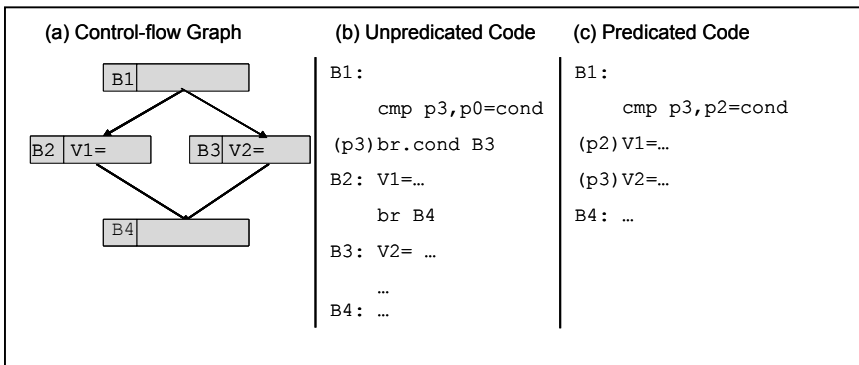 (a) Control-flow Graph
B1
B2 V1=
B3 V2=
B4
(b) Unpredicated Code
B1:
cmp p3,p0=cond
(p3)br.cond B3
B2: V1=…
br B4
B3: V2= …
…
B4: …
(c) Predicated Code
B1:
cmp p3,p2=cond
(p2)V1=…
(p3)V2=…
B4: …